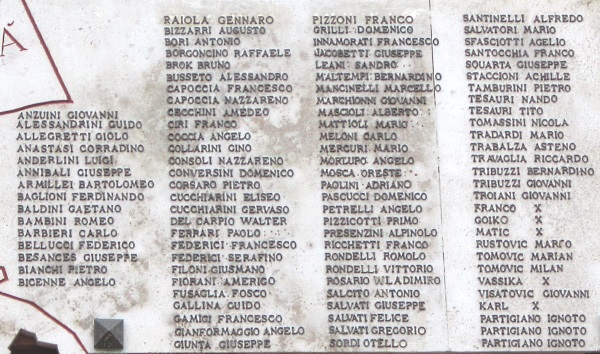 Ā
ANZUINI GIOVANNI
ALESSANDRINI GUIDO
ALLEGRETTI GIOLO
ANASTASI CORRADINO
ANDERLINI LUIGI
ANNIBALI GIUSEPPE
ARMILLEI BARTOLOMEO
BAGLIONI FERDINANDO
BALDINI GAETANO
BAMBINI ROMEO
BARBIERI CARLO
BELLUCCI FEDERICO
BESANCES GIUSEPPE
BIANCHI PIETRO
BIGENNE ANGELO
RAIOLA GENNARO
BIZZARRI AUGUSTO
BORI ANTONIO
BORGONCINO RAFFAELE
BROK BRUNO
BUSSETO ALESSANDRO
CAPOCCIA FRANCESCO
CAPOCCIA NAZZARENO
CECCHINI AMEDEO
CIRI FRANCO
COCCIA ANGELO
COLLARINI GINO
CONSOLI NAZZARENO
CONVERSINI DOMENICO
CORSARO PIETRO
CUCCHIARINI ELISEO
CUCCHIARINI GERVASO
DEL CARPIO WALTER
FERRARI PAOLO
FEDERICI FRANCESCO
FEDERICI SERAFINO
FILONI GIUSMANO
FIORANI AMERIGO
FUSAGLIA FOSCO
GALLINA GUIDO
GAMICI FRANCESCO
GIANFORMAGGIO ANGELO
GIUNTA GIUSEPPE
PIZZONI FRANCO
GRILLI DOMENICO
INNAMORATI FRANCESCO
JACOBETTI GIUSEPPE
LEANI SANDRO
MALTEMPI BERNARDINO
MANCINELLI MARCELLO
MARCHIONNI GIOVANNI
MASCIOLI ALBERTO
MATTIOLI MARIO
MELONI CARLO
MERCURI MARIO
MORLUPO ANGELO
MOSCA ORESTE
PAOLINI ADRIANO
PASCUCCI DOMENICO
PETRELLI ANGELO
PIZZICOTTI PRIMO
PRESENZINI ALPINOLO
RICCHETTI FRANCO
RONDELLI ROMOLO
RONDELLI VITTORIO
ROSARIO WLADIMIRO
SALCITO ANTONIO
SALVATI GIUSEPPE
SALVATI FELICE
SALVATI GREGORIO
SORDI OTELLO
SANTINELLI ALFREDO
SALVATORI MARIO
SFASCIOTTI AGELIO
SANTOCCHIA FRANCO
SQUARTA GIUSEPPE
STACCIONI ACHILLE
TAMBURINI PIETRO
TESAURI NANDO
TESAURI TITO
TOMASSINI NICOLA
TRADARDI MARIO
TRABALZA ASTENO
TRAVAGLIA RICCARDO
TRIBUZZI BERNARDINO
TRIBUZZI GIOVANNI
TROIANI GIOVANNI
FRANCO X
GOIKO X
MATIC X
RUSTOVIC MARCO
TOMOVIC MARIAN
TOMOVIC MILAN
VASSIKA X
VISATOVIC GIOVANNI
KARL X
PARTIGIANO IGNOTO
PARTIGIANO IGNOTO
PARTIGIANO IGNOTO